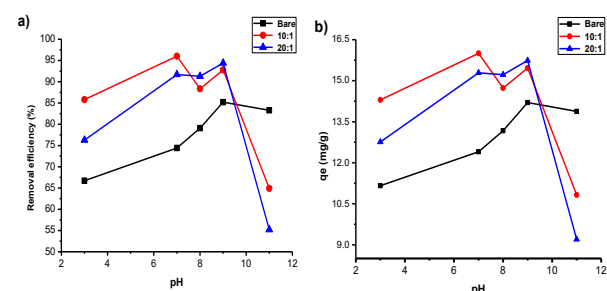 a)
Bare
10:1
20:1
100
95
90
85
80
75
70
65
60
55
50
Removal efficiency (%)
2 4 6 8 10 12
pH
b)
Bare
10:1
20:1
16.5
15.0
13.5
12.0
10.5
9.0
qe (mg/g)
2 4 6 8 10 12
pH